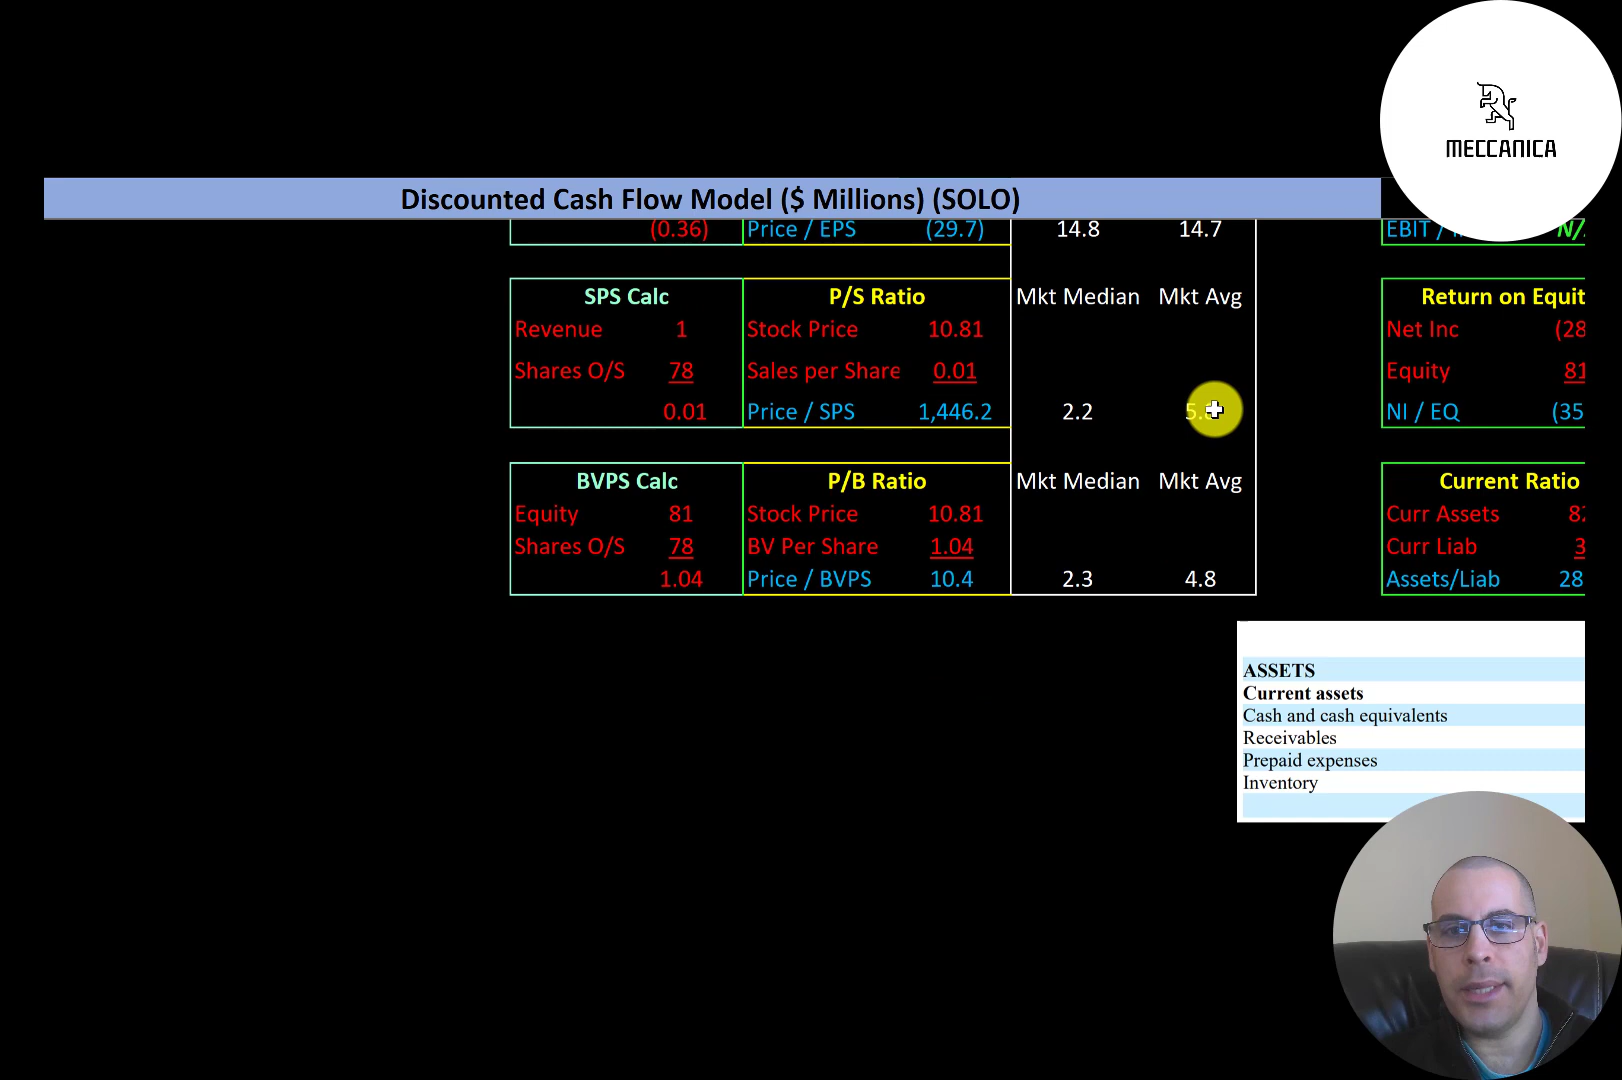 MECCANICA
Discounted Cash Flow Model ($ Millions) (SOLO)
(0.36) Price / EPS (29.7) 14.8 14.7 EBIT /
SPS Calc P/S Ratio Mkt Median Mkt Avg Return on Equit
Revenue 1 Stock Price 10.81 Net Inc (28
Shares O/S 78 Sales per Share 0.01 Equity 81
0.01 Price / SPS 1,446.2 2.2 NI / EQ (35
BVPS Calc P/B Ratio Mkt Median Mkt Avg Current Ratio
Equity 81 Stock Price 10.81 Curr Assets
Shares O/S 78 BV Per Share 1.04 Curr Liab 3
1.04 Price / BVPS 10.4 2.3 4.8 Assets/Liab 28
ASSETS
Current assets
Cash and cash equivalents
Receivables
Prepaid expenses
Inventory